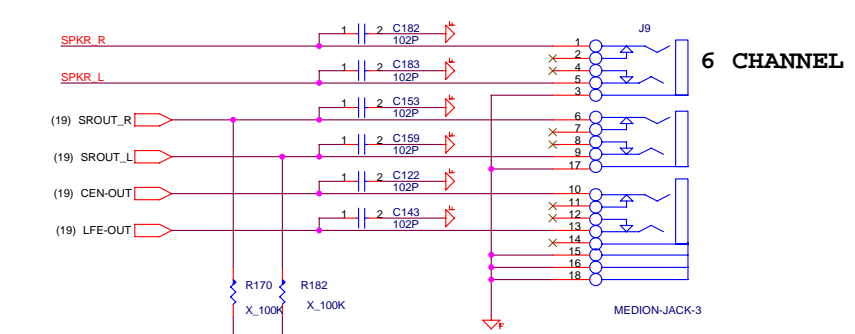 1 2 C182 J9
102P
SPKR_R 1
2 6 CHANNEL
1 2 C183 4
SPKR_L 102P 5
3
1 2 C153
102P
(19) SROUT_R 6
7
1 2 C159 8
(19) SROUT_L 102P 9
17
1 2 C122
(19) CEN-OUT 102P 10
11
1 2 C143 12
(19) LFE-OUT 102P 13
14
15
16
18
R170 R182
X_100K X_100K MEDION-JACK-3